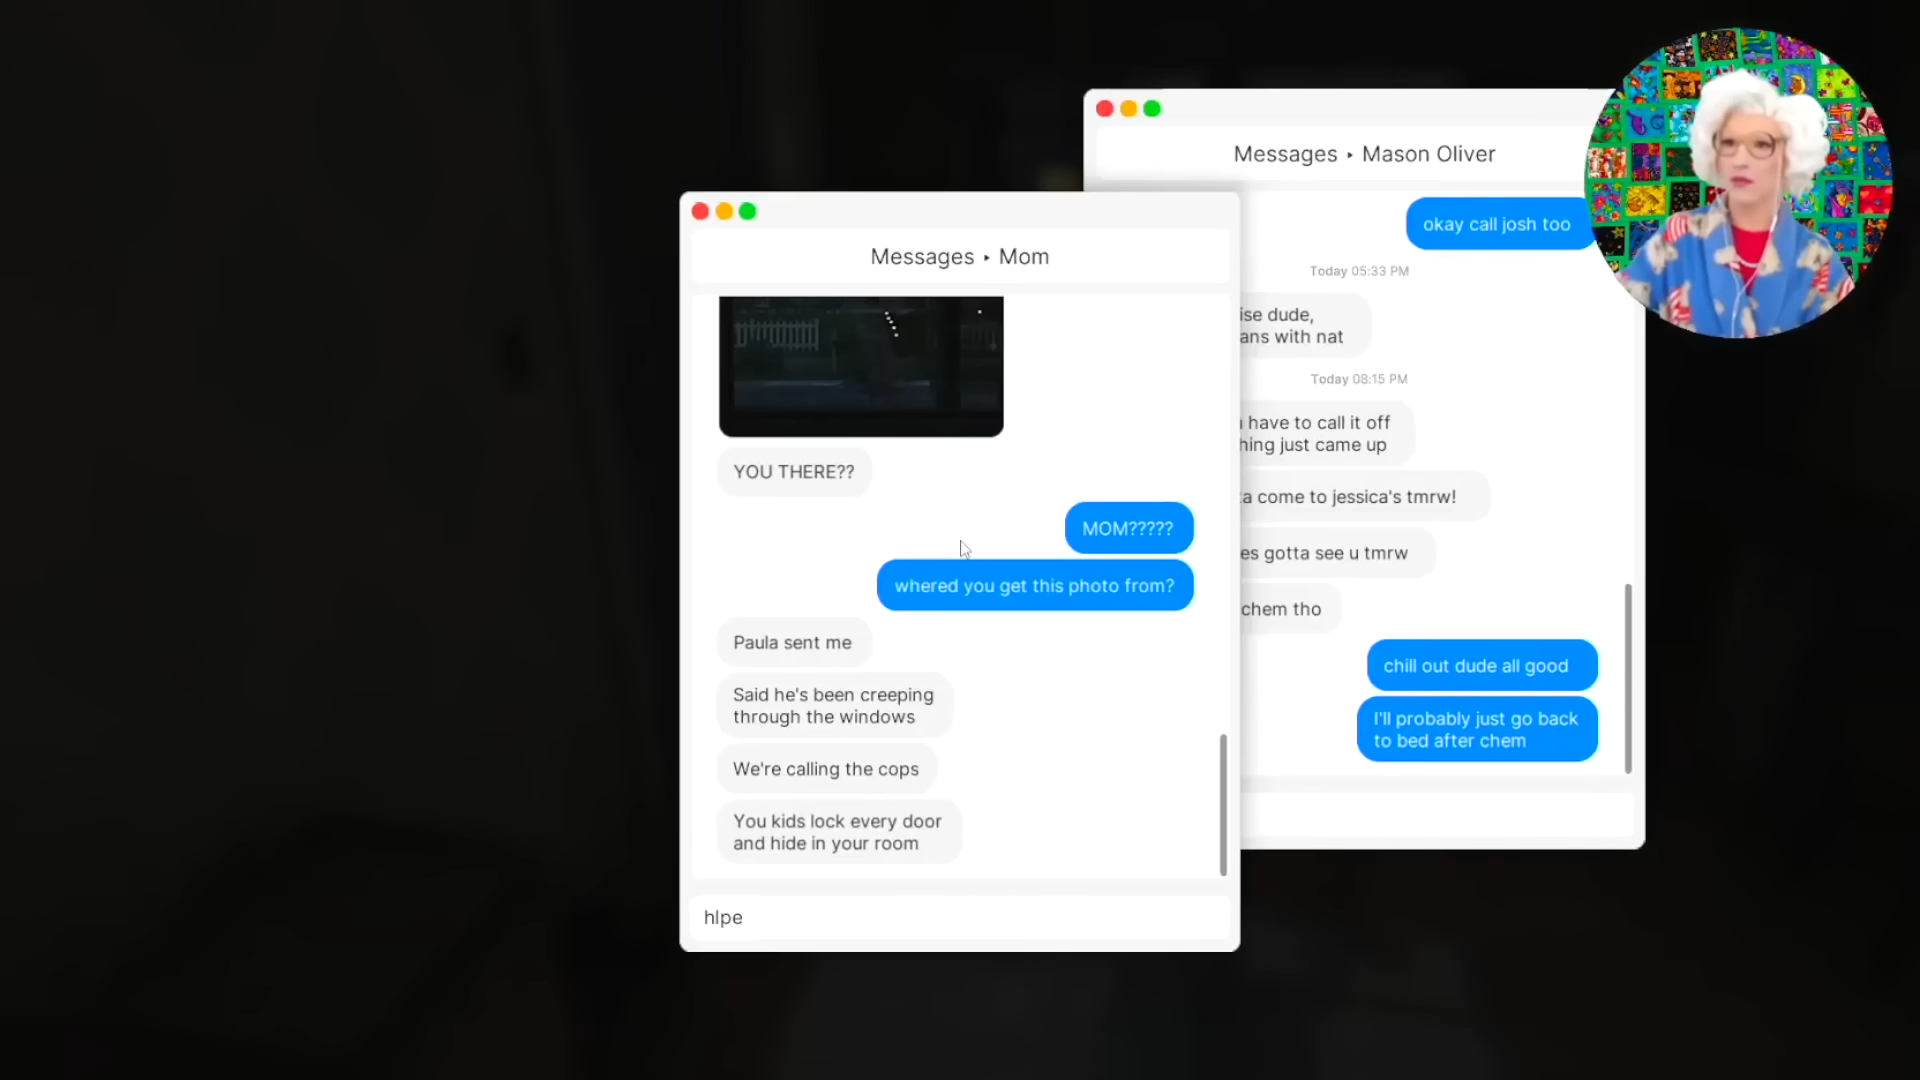 Messages ▸ Mason Oliver
okay call josh too
Today 05:33 PM
ise dude,
ans with nat
Today 08:15 PM
have to call it off
hing just came up
a come to jessica's tmrw!
es gotta see u tmrw
chem tho
chill out dude all good
I'll probably just go back
to bed after chem
Messages ▸ Mom
YOU THERE??
MOM?????
whered you get this photo from?
Paula sent me
Said he's been creeping
through the windows
We're calling the cops
You kids lock every door
and hide in your room
hlpe